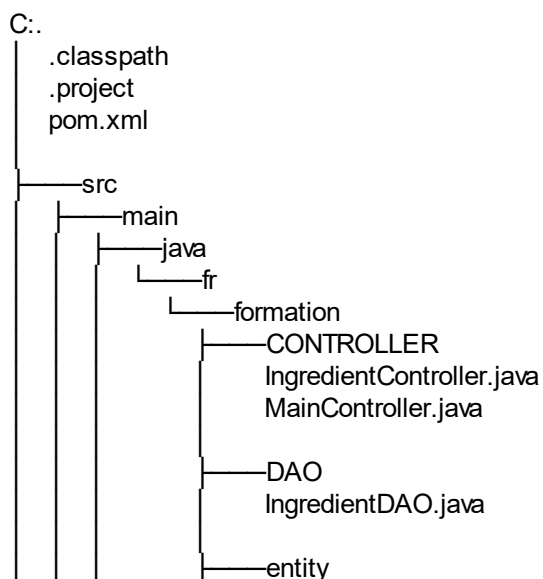 C:.
.classpath
.project
pom.xml
src
main
java
fr
formation
CONTROLLER
IngredientController.java
MainController.java
DAO
IngredientDAO.java
entity